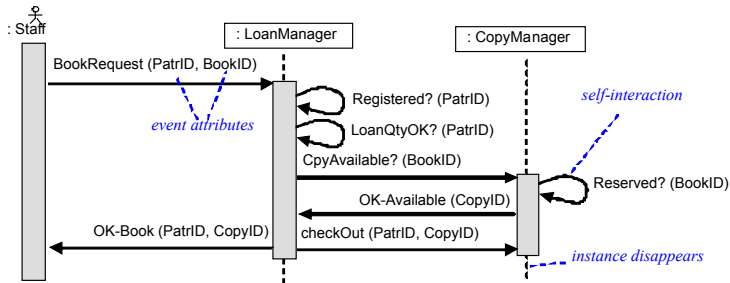 : Staff
: LoanManager
: CopyManager
BookRequest (PatrID, BookID)
Registered? (PatrID)
self-interaction
event attributes
LoanQtyOK? (PatrID)
CpyAvailable? (BookID)
Reserved? (BookID)
OK-Available (CopyID)
OK-Book (PatrID, CopyID)
checkOut (PatrID, CopyID)
instance disappears